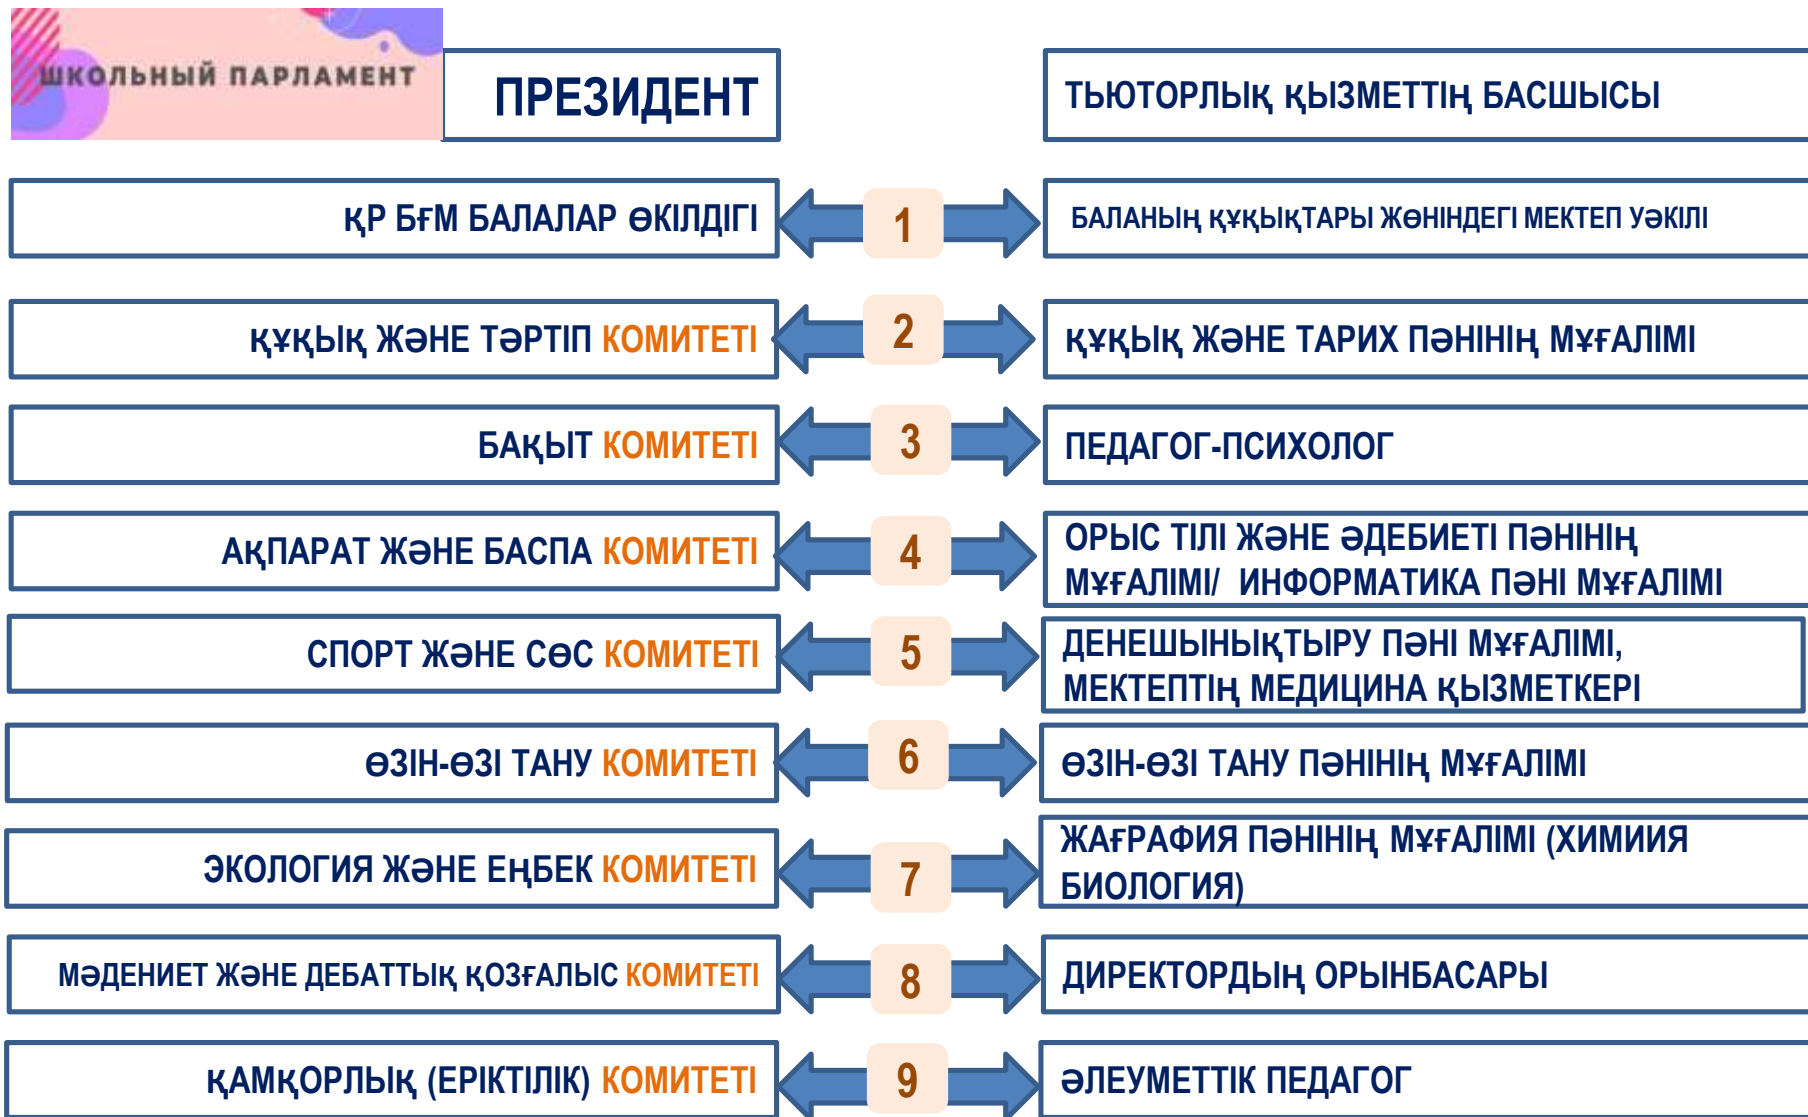 ШКОЛЬНЫЙ ПАРЛАМЕНТ
ПРЕЗИДЕНТ
ТЬЮТОРЛЫҚ ҚЫЗМЕТТІҢ БАСШЫСЫ
ҚР БҒМ БАЛАЛАР ӨКІЛДІГІ
1
БАЛАНЫҢ ҚҰҚЫҚТАРЫ ЖӨНІНДЕГІ МЕКТЕП УӘКІЛІ
ҚҰҚЫҚ ЖӘНЕ ТӘРТІП КОМИТЕТІ
2
ҚҰҚЫҚ ЖӘНЕ ТАРИХ ПӘНІНІҢ МҰҒАЛІМІ
БАҚЫТ КОМИТЕТІ
3
ПЕДАГОГ-ПСИХОЛОГ
АҚПАРАТ ЖӘНЕ БАСПА КОМИТЕТІ
4
ОРЫС ТІЛІ ЖӘНЕ ӘДЕБИЕТІ ПӘНІНІҢ
МҰҒАЛІМІ/ ИНФОРМАТИКА ПӘНІ МҰҒАЛІМІ
СПОРТ ЖӘНЕ СӨС КОМИТЕТІ
5
ДЕНЕШЫНЫҚТЫРУ ПӘНІ МҰҒАЛІМІ,
МЕКТЕПТІҢ МЕДИЦИНА ҚЫЗМЕТКЕРІ
ӨЗІН-ӨЗІ ТАНУ КОМИТЕТІ
6
ӨЗІН-ӨЗІ ТАНУ ПӘНІНІҢ МҰҒАЛІМІ
ЭКОЛОГИЯ ЖӘНЕ ЕҢБЕК КОМИТЕТІ
7
ЖАҒРАФИЯ ПӘНІНІҢ МҰҒАЛІМІ (ХИМИИЯ
БИОЛОГИЯ)
МӘДЕНИЕТ ЖӘНЕ ДЕБАТТЫҚ ҚОЗҒАЛЫС КОМИТЕТІ
8
ДИРЕКТОРДЫҢ ОРЫНБАСАРЫ
ҚАМҚОРЛЫҚ (ЕРІКТІЛІК) КОМИТЕТІ
9
ӘЛЕУМЕТТІК ПЕДАГОГ